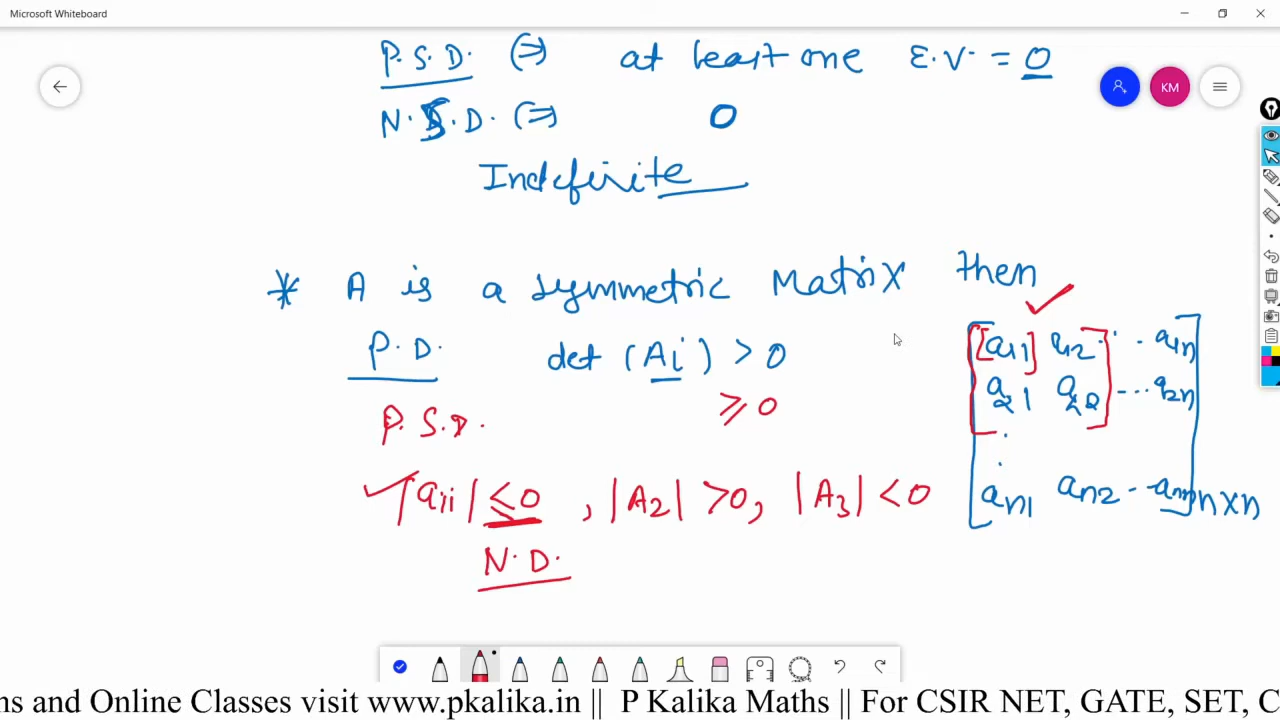 Microsoft Whiteboard
P.S.D. ⇔ at least one E.V. = 0
KM
N.S.D. ⇔ 0
Indefinite
* A is a symmetric Matrix then
P.D. det (Ai) > 0
P.S.D. ≥ 0
|a11| ≤ 0, |A2| > 0, |A3| < 0
N.D.
[a11] a12 . . . a1n
a21 a22 --... a2n
.
.
an1 an2 -- ann n×n
ns and Online Classes visit www.pkalika.in || P Kalika Maths || For CSIR NET, GATE, SET, C